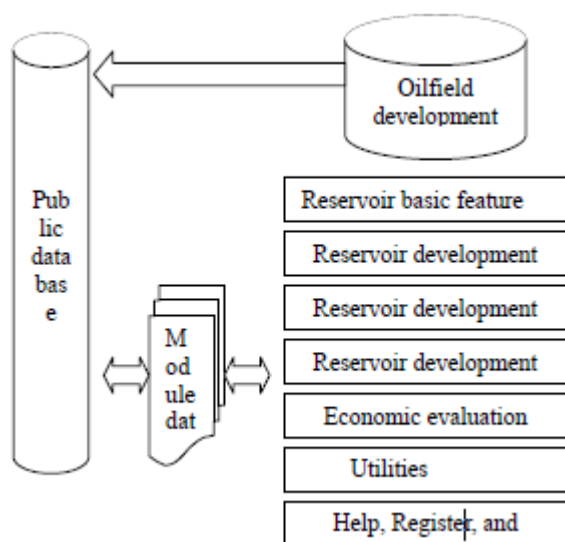 Oilfield
development
Pub
lic
data
bas
e
M
od
ule
dat
Reservoir basic feature
Reservoir development
Reservoir development
Reservoir development
Economic evaluation
Utilities
Help, Register, and